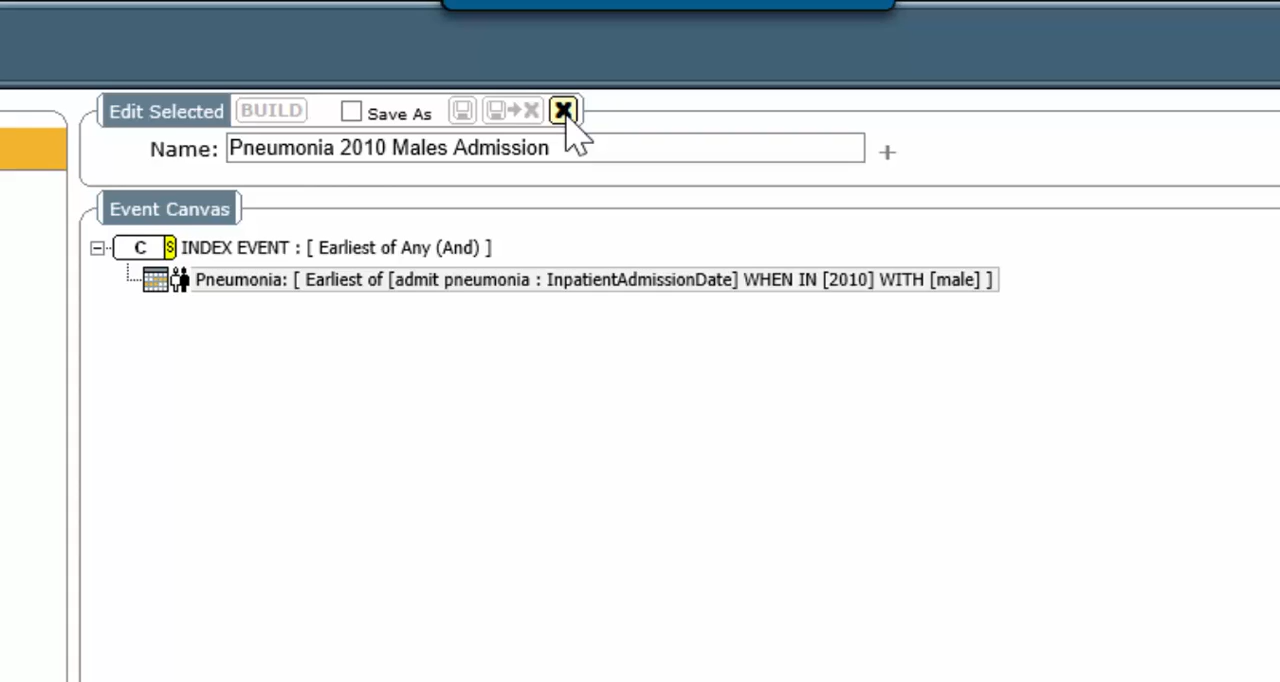 Edit Selected BUILD Save As
Name: Pneumonia 2010 Males Admission
Event Canvas
C S INDEX EVENT : [ Earliest of Any (And) ]
Pneumonia: [ Earliest of [admit pneumonia : InpatientAdmissionDate] WHEN IN [2010] WITH [male] ]